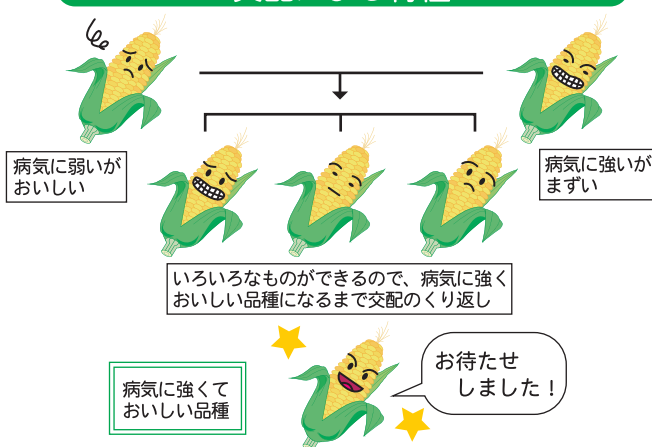 病気に弱いが
おいしい
病気に強いが
まずい
いろいろなものができるので、病気に強く
おいしい品種になるまで交配のくり返し
病気に強くて
おいしい品種
お待たせ
しました！